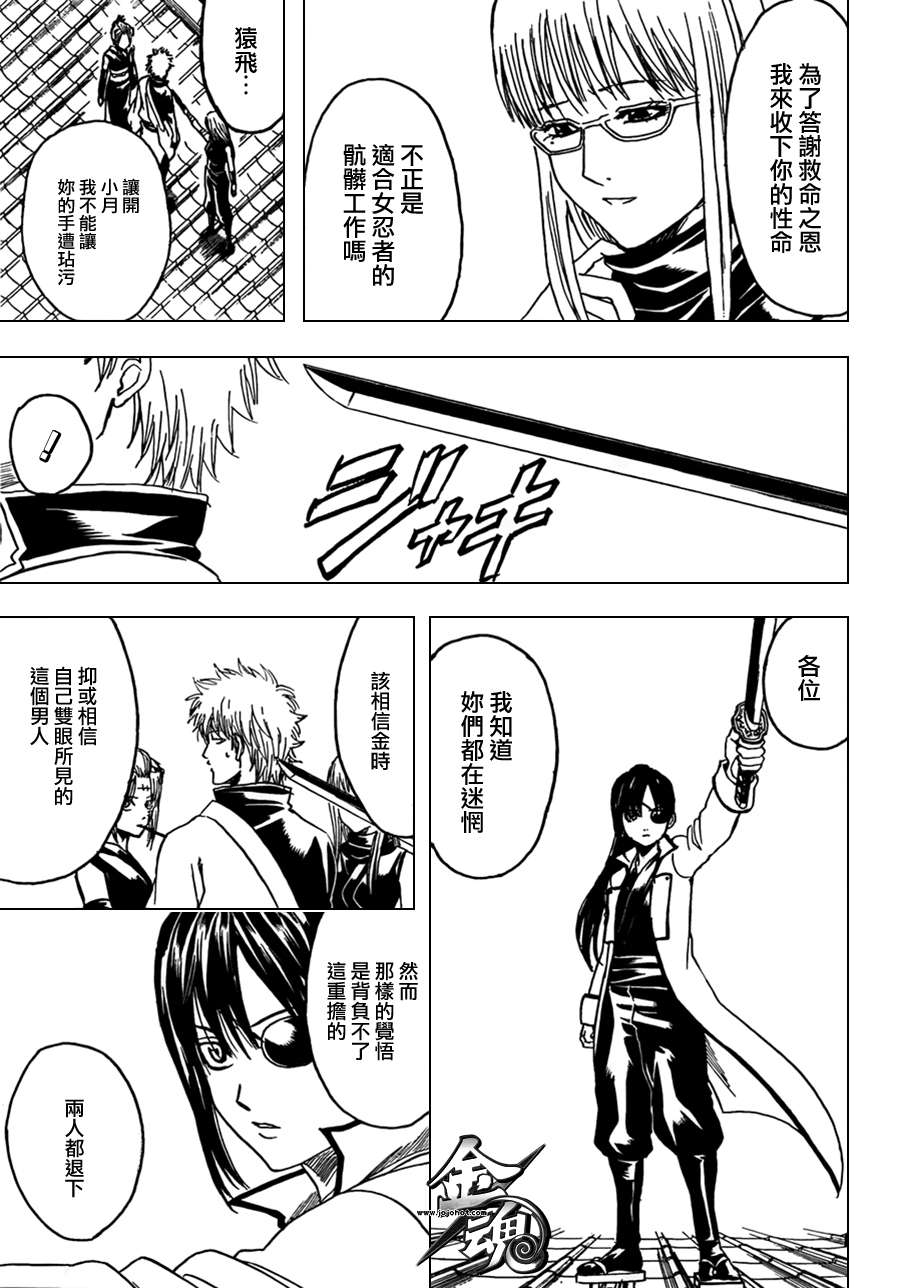 為了答謝救命之恩
我來收下你的性命
不正是
適合女忍者的
骯髒工作嗎
猿飛…
讓開
小月
我不能讓
妳的手遭玷污
ジャキ
!
各位
我知道
妳們都在迷惘
該相信金時
抑或相信
自己雙眼所見的
這個男人
然而
那樣的覺悟
是背負不了
這重擔的
兩人都退下
金魂
www.jojohot.com